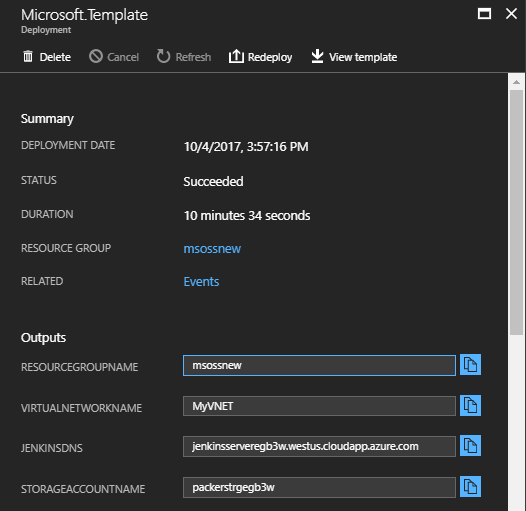 Microsoft.Template
Deployment
Delete Cancel Refresh Redeploy View template
Summary
DEPLOYMENT DATE 10/4/2017, 3:57:16 PM
STATUS Succeeded
DURATION 10 minutes 34 seconds
RESOURCE GROUP msossnew
RELATED Events
Outputs
RESOURCEGROUPNAME msossnew
VIRTUALNETWORKNAME MyVNET
JENKINSDNS jenkinsserveregb3w.westus.cloudapp.azure.com
STORAGEACCOUNTNAME packerstrgegb3w